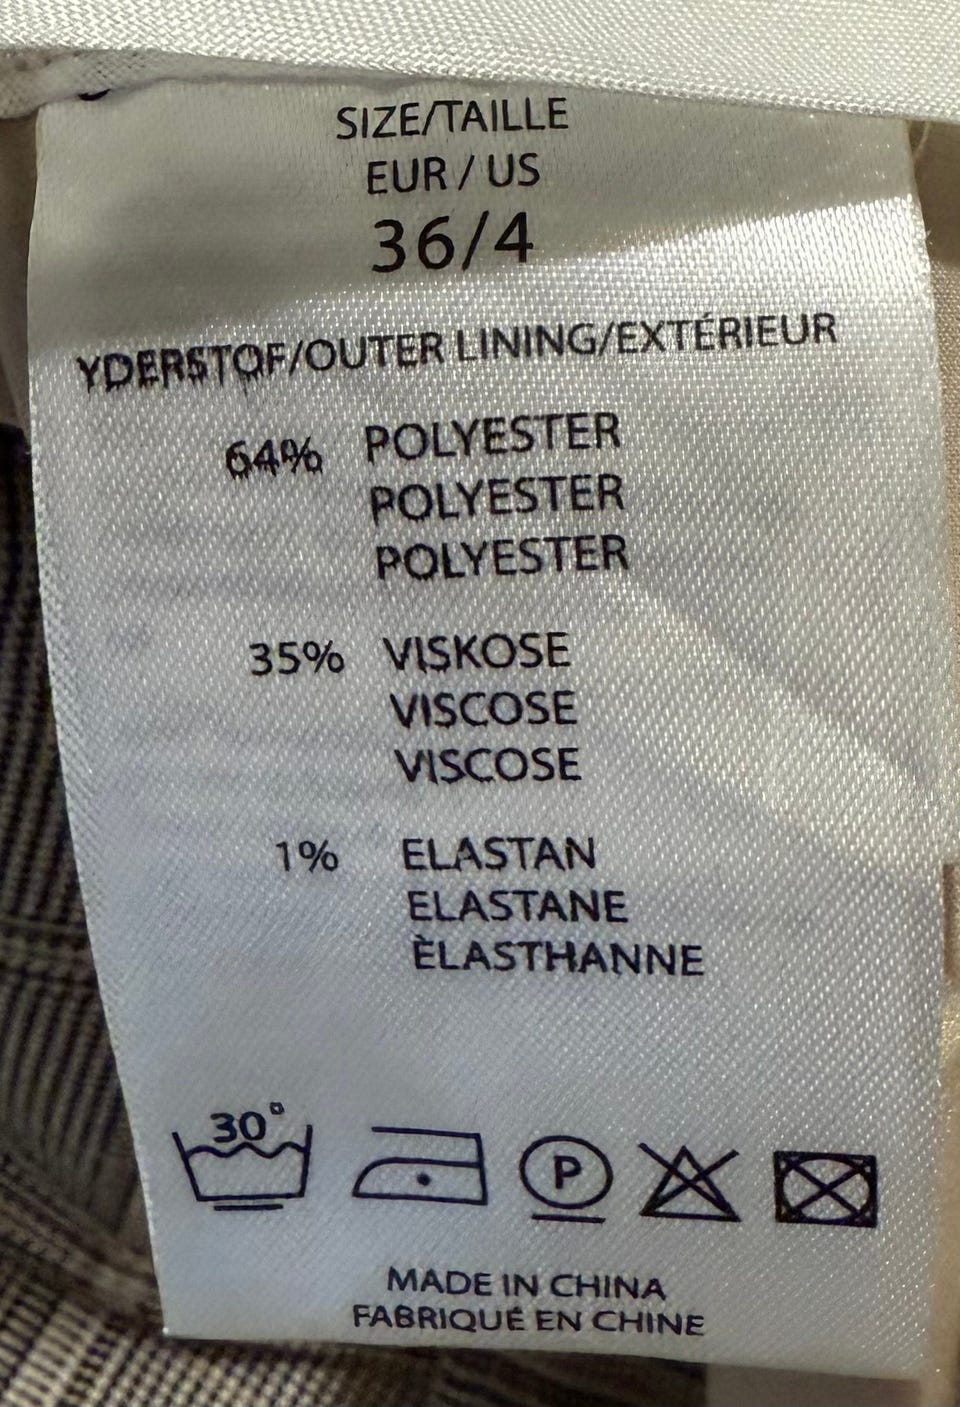 SIZE/TAILLE
EUR / US
36/4
YDERSTOF/OUTER LINING/EXTÉRIEUR
64% POLYESTER
POLYESTER
POLYESTER
35% VISKOSE
VISCOSE
VISCOSE
1% ELASTAN
ELASTANE
ÈLASTHANNE
30°
P
MADE IN CHINA
FABRIQUÉ EN CHINE